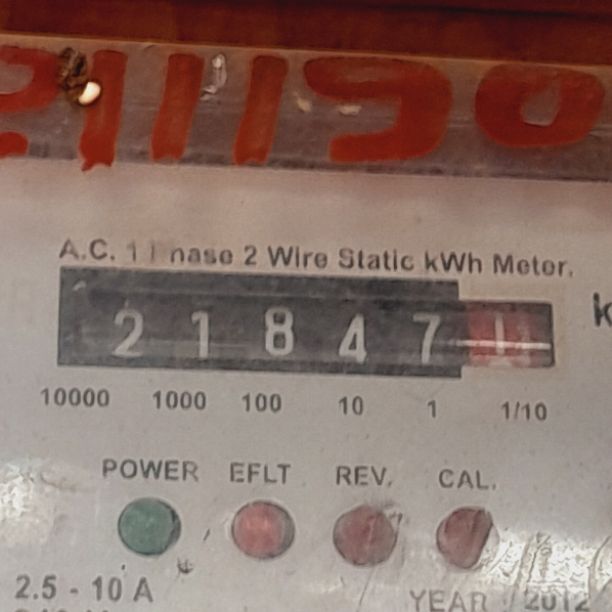 A.C. 1 Phase 2 Wire Static kWh Meter.
2 1 8 4 7
10000 1000 100 10 1 1/10
POWER EFLT REV. CAL.
2.5 - 10 A
YEAR 2012